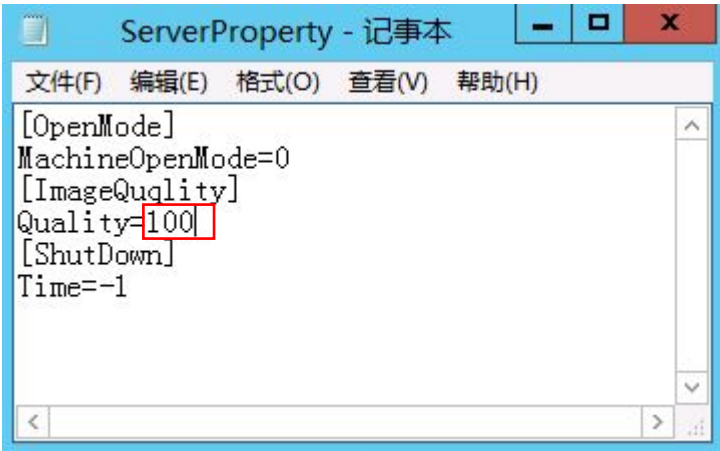 ServerProperty - 记事本
文件(F) 编辑(E) 格式(O) 查看(V) 帮助(H)
[OpenMode]
MachineOpenMode=0
[ImageQuqlity]
Quality=100
[ShutDown]
Time=-1